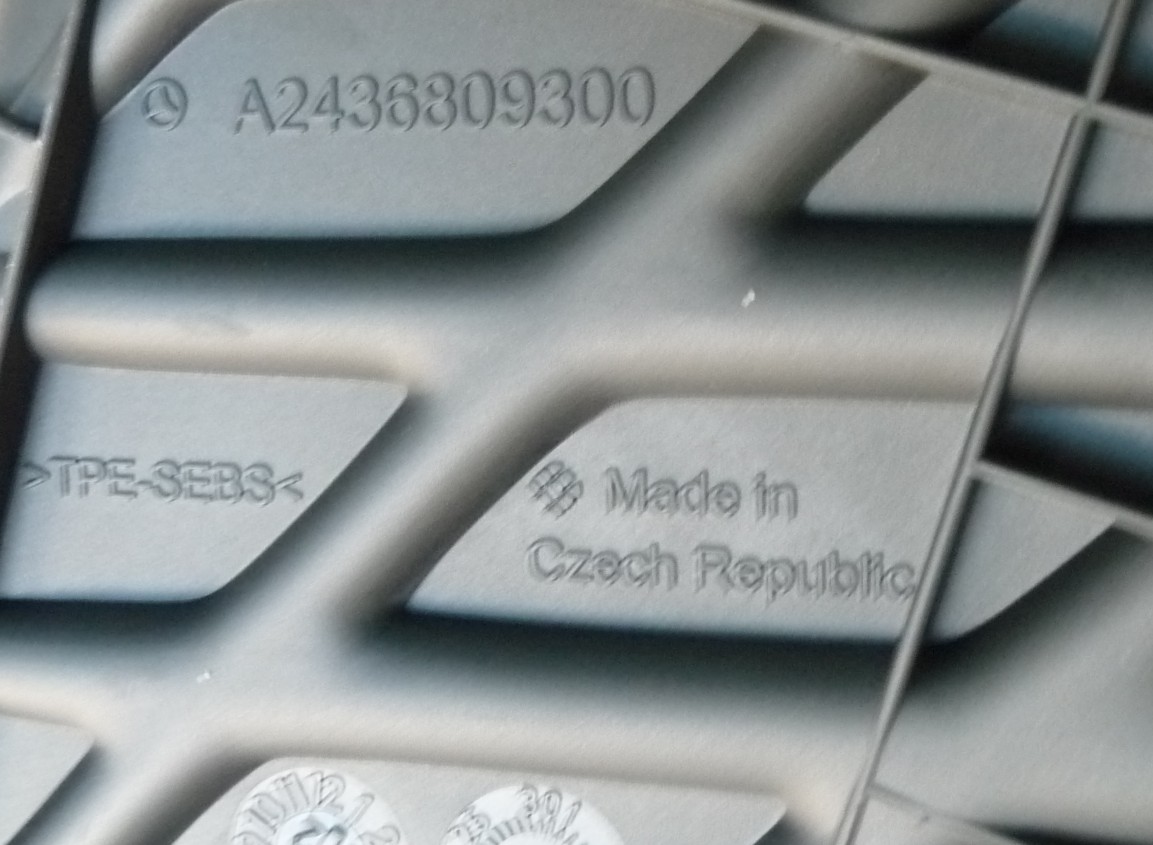 A2436809300
>TPE-SEBS<
Made in
Czech Republic